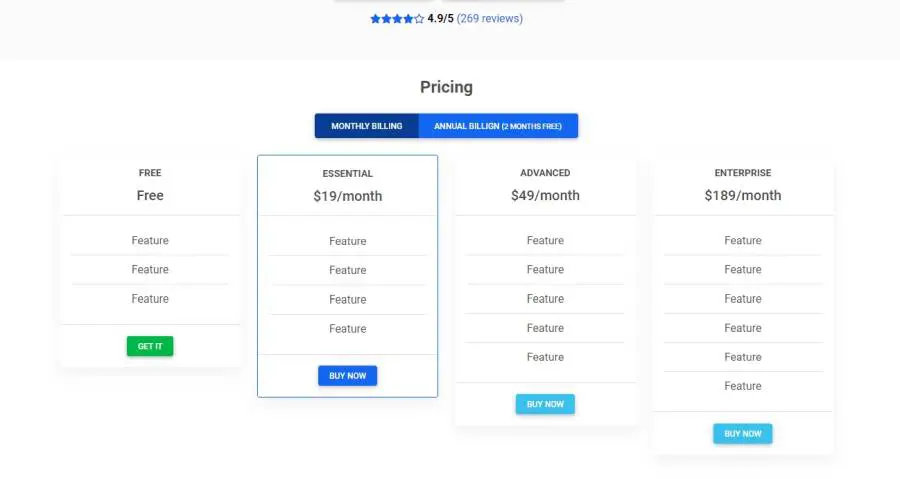 4.9/5 (269 reviews)
Pricing
MONTHLY BILLING
ANNUAL BILLIGN (2 MONTHS FREE)
FREE
Free
Feature
Feature
Feature
GET IT
ESSENTIAL
$19/month
Feature
Feature
Feature
Feature
BUY NOW
ADVANCED
$49/month
Feature
Feature
Feature
Feature
Feature
BUY NOW
ENTERPRISE
$189/month
Feature
Feature
Feature
Feature
Feature
Feature
BUY NOW